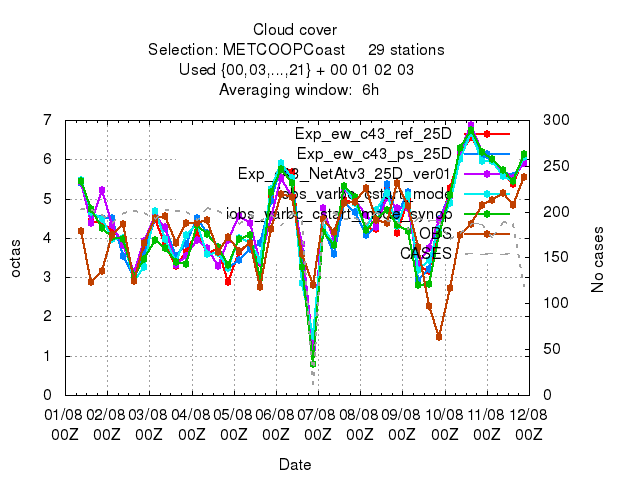 Cloud cover
Selection: METCOOPCoast 29 stations
Used {00,03,...,21} + 00 01 02 03
Averaging window: 6h
7 300
Exp_ew_c43_ref_25D
Exp_ew_c43_ps_25D
6 250
Exp_ c43_NetAtv3_25D_ver01
iobs_varbc_cstart_mode
5 200
iobs_varbc_cstart_mode_synop
OBS
CASES
4 150
octas
No cases
3
2 100
1 50
0 0
01/08 02/08 03/08 04/08 05/08 06/08 07/08 08/08 09/08 10/08 11/08 12/08
00Z 00Z 00Z 00Z 00Z 00Z 00Z 00Z 00Z 00Z 00Z 00Z
Date